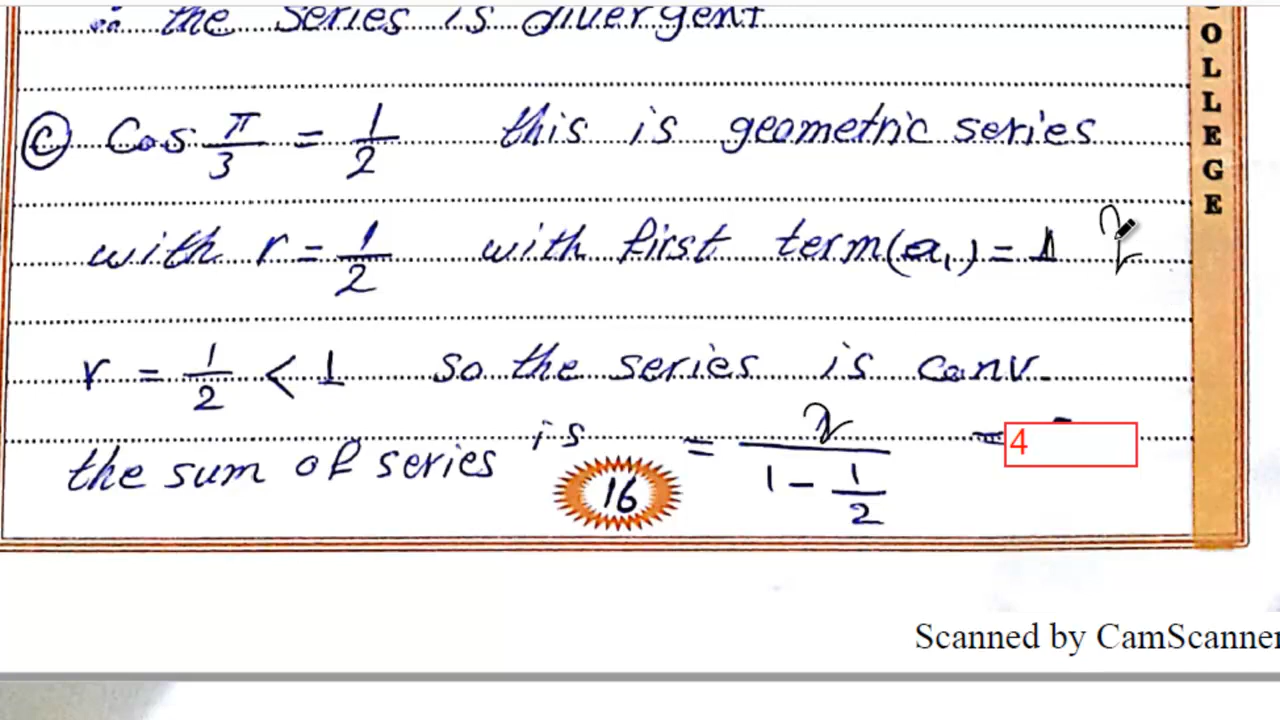 ∴ the series is divergent
COLLEGE
ⓒ Cos π/3 = 1/2 this is geometric series
with r = 1/2 with first term (a₁) = 1 2
r = 1/2 < 1 so the series is conv.
the sum of series is = 2/(1 - 1/2) = 4
16
Scanned by CamScanner